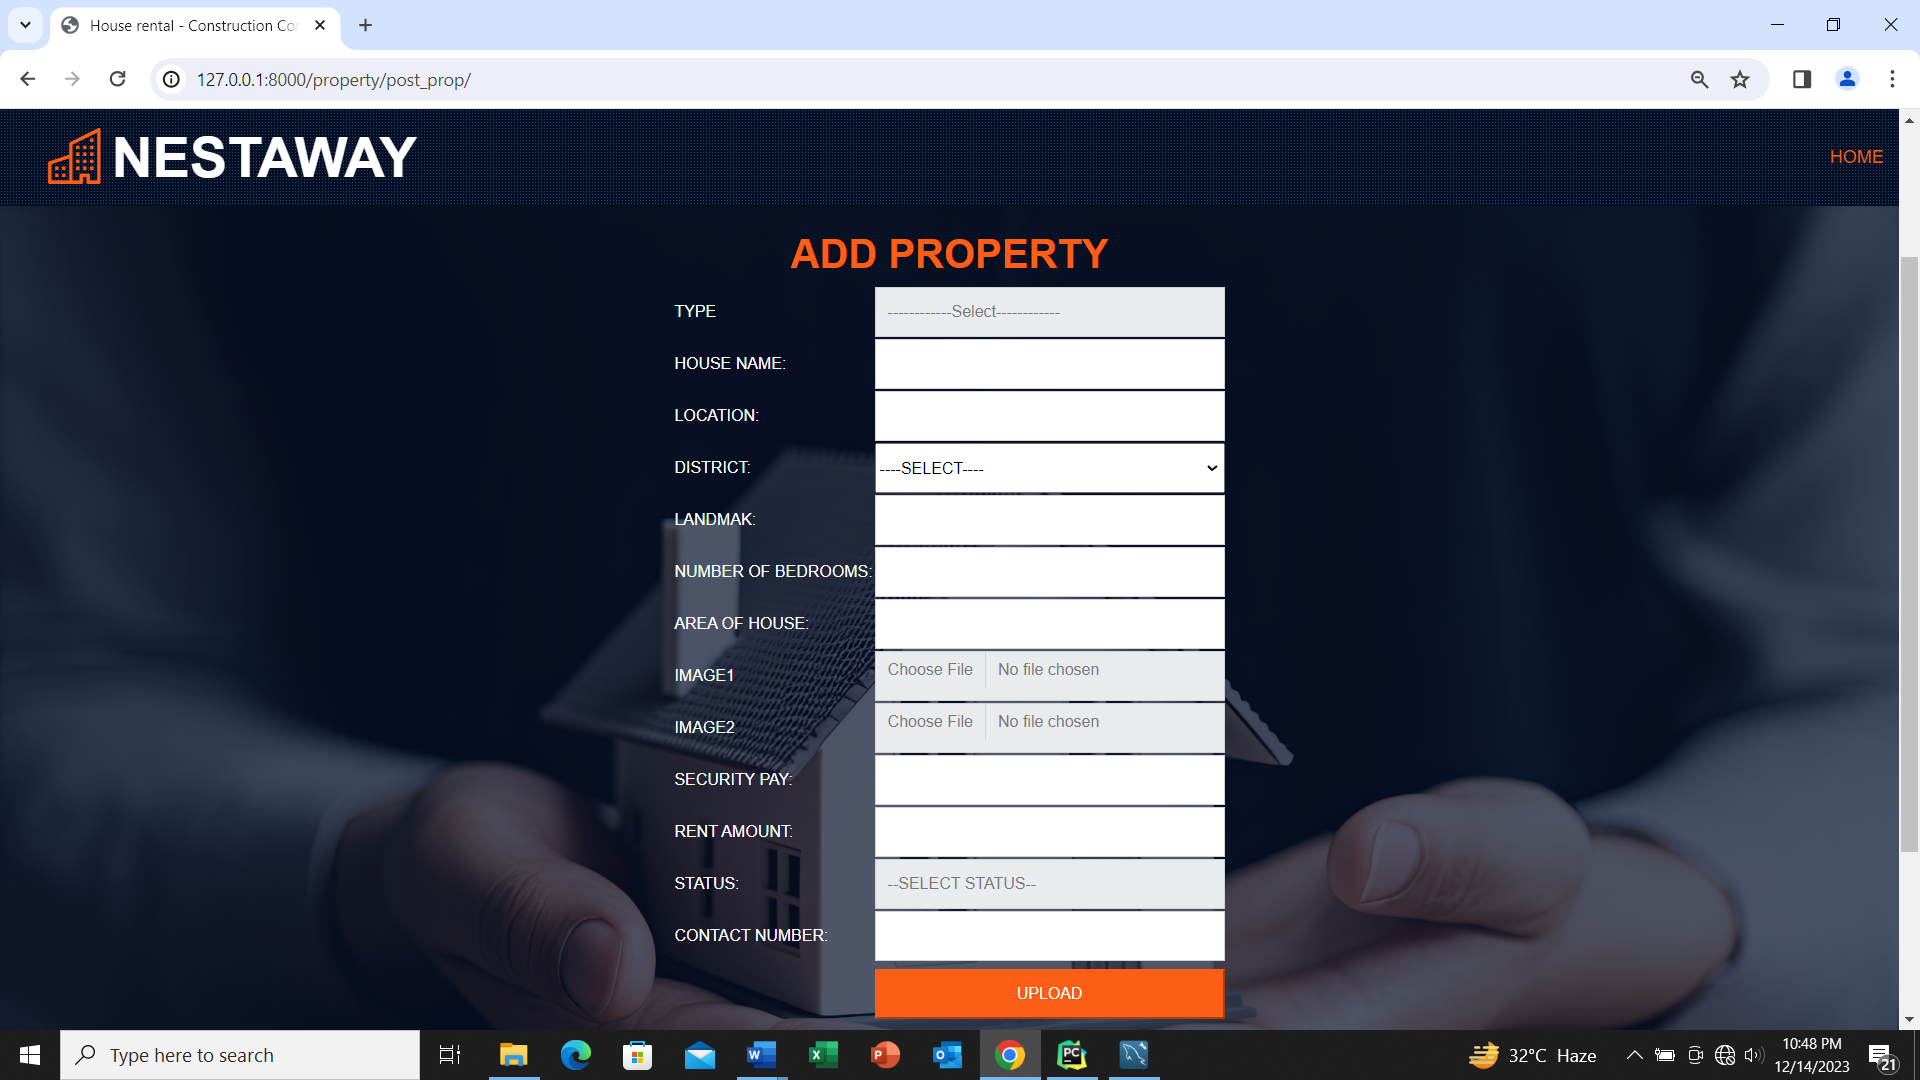 House rental - Construction Co
127.0.0.1:8000/property/post_prop/
NESTAWAY
HOME
ADD PROPERTY
TYPE ------------Select------------
HOUSE NAME:
LOCATION:
DISTRICT: ----SELECT----
LANDMAK:
NUMBER OF BEDROOMS:
AREA OF HOUSE:
IMAGE1 Choose File No file chosen
IMAGE2 Choose File No file chosen
SECURITY PAY:
RENT AMOUNT:
STATUS: --SELECT STATUS--
CONTACT NUMBER:
UPLOAD
Type here to search
32°C Haze
10:48 PM
12/14/2023
21